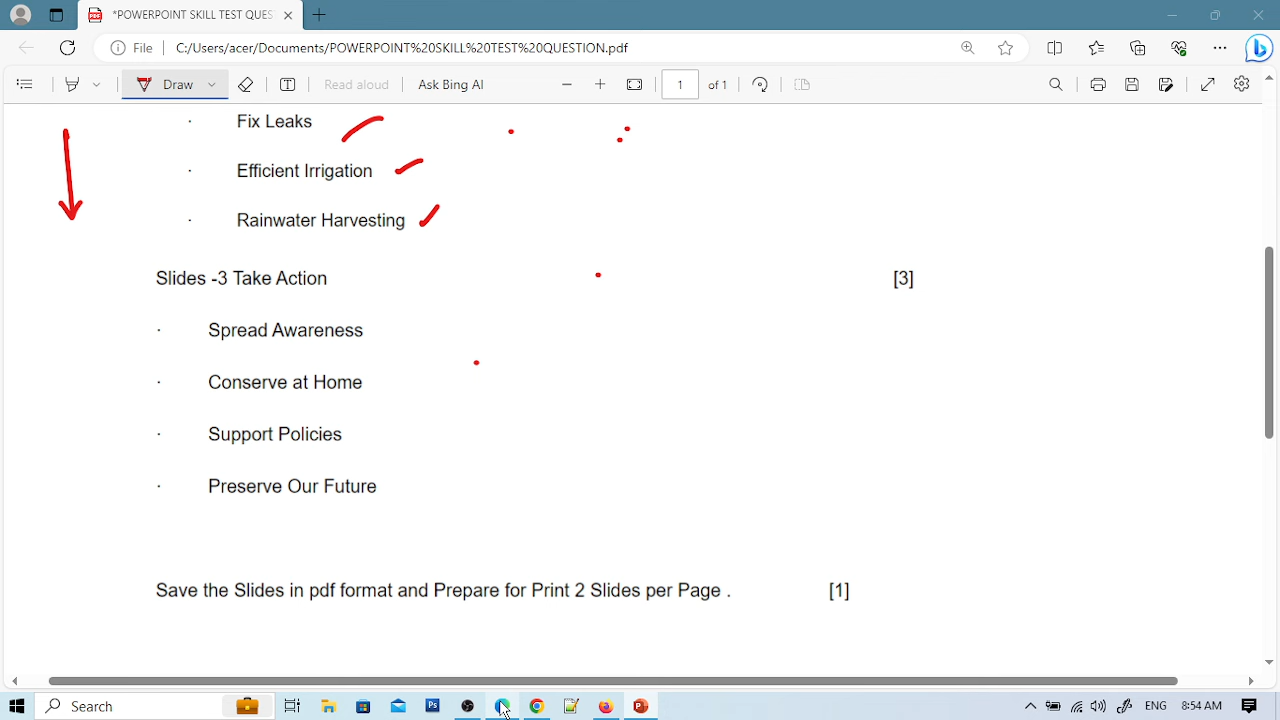 *POWERPOINT SKILL TEST QUES
File
C:/Users/acer/Documents/POWERPOINT%20SKILL%20TEST%20QUESTION.pdf
Draw
Read aloud
Ask Bing AI
1
of 1
· Fix Leaks
· Efficient Irrigation
· Rainwater Harvesting
Slides -3 Take Action [3]
· Spread Awareness
· Conserve at Home
· Support Policies
· Preserve Our Future
Save the Slides in pdf format and Prepare for Print 2 Slides per Page . [1]
Search
ENG
8:54 AM